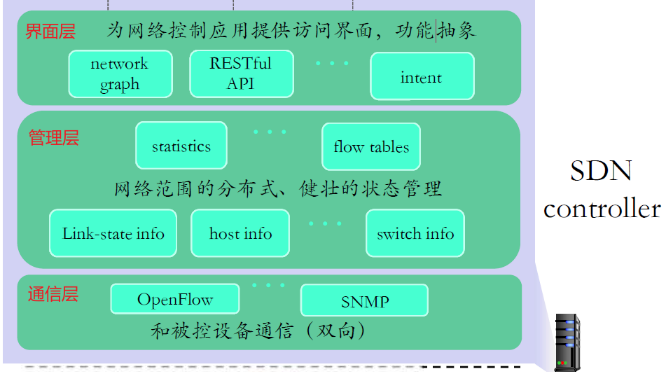 界面层
为网络控制应用提供访问界面，功能抽象
network graph
RESTful API
intent
管理层
statistics
flow tables
网络范围的分布式、健壮的状态管理
Link-state info
host info
switch info
SDN controller
通信层
OpenFlow
SNMP
和被控设备通信（双向）